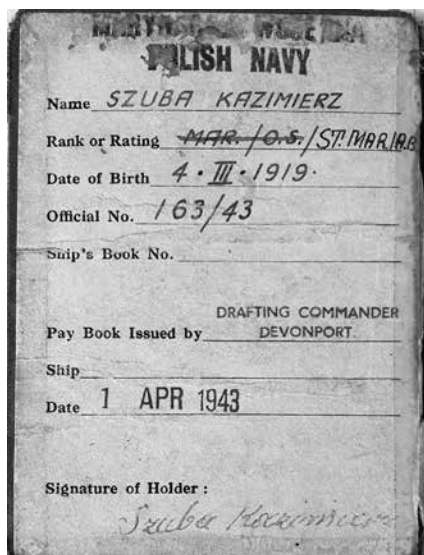 MARYNARKA WOJENNA
POLISH NAVY
Name SZUBA KAZIMIERZ
Rank or Rating MAR./O.S./ST.MAR/A.B
Date of Birth 4·III·1919·
Official No. 163/43
Ship's Book No.
DRAFTING COMMANDER
Pay Book Issued by DEVONPORT.
Ship
Date 1 APR 1943
Signature of Holder :
Szuba Kazimierz